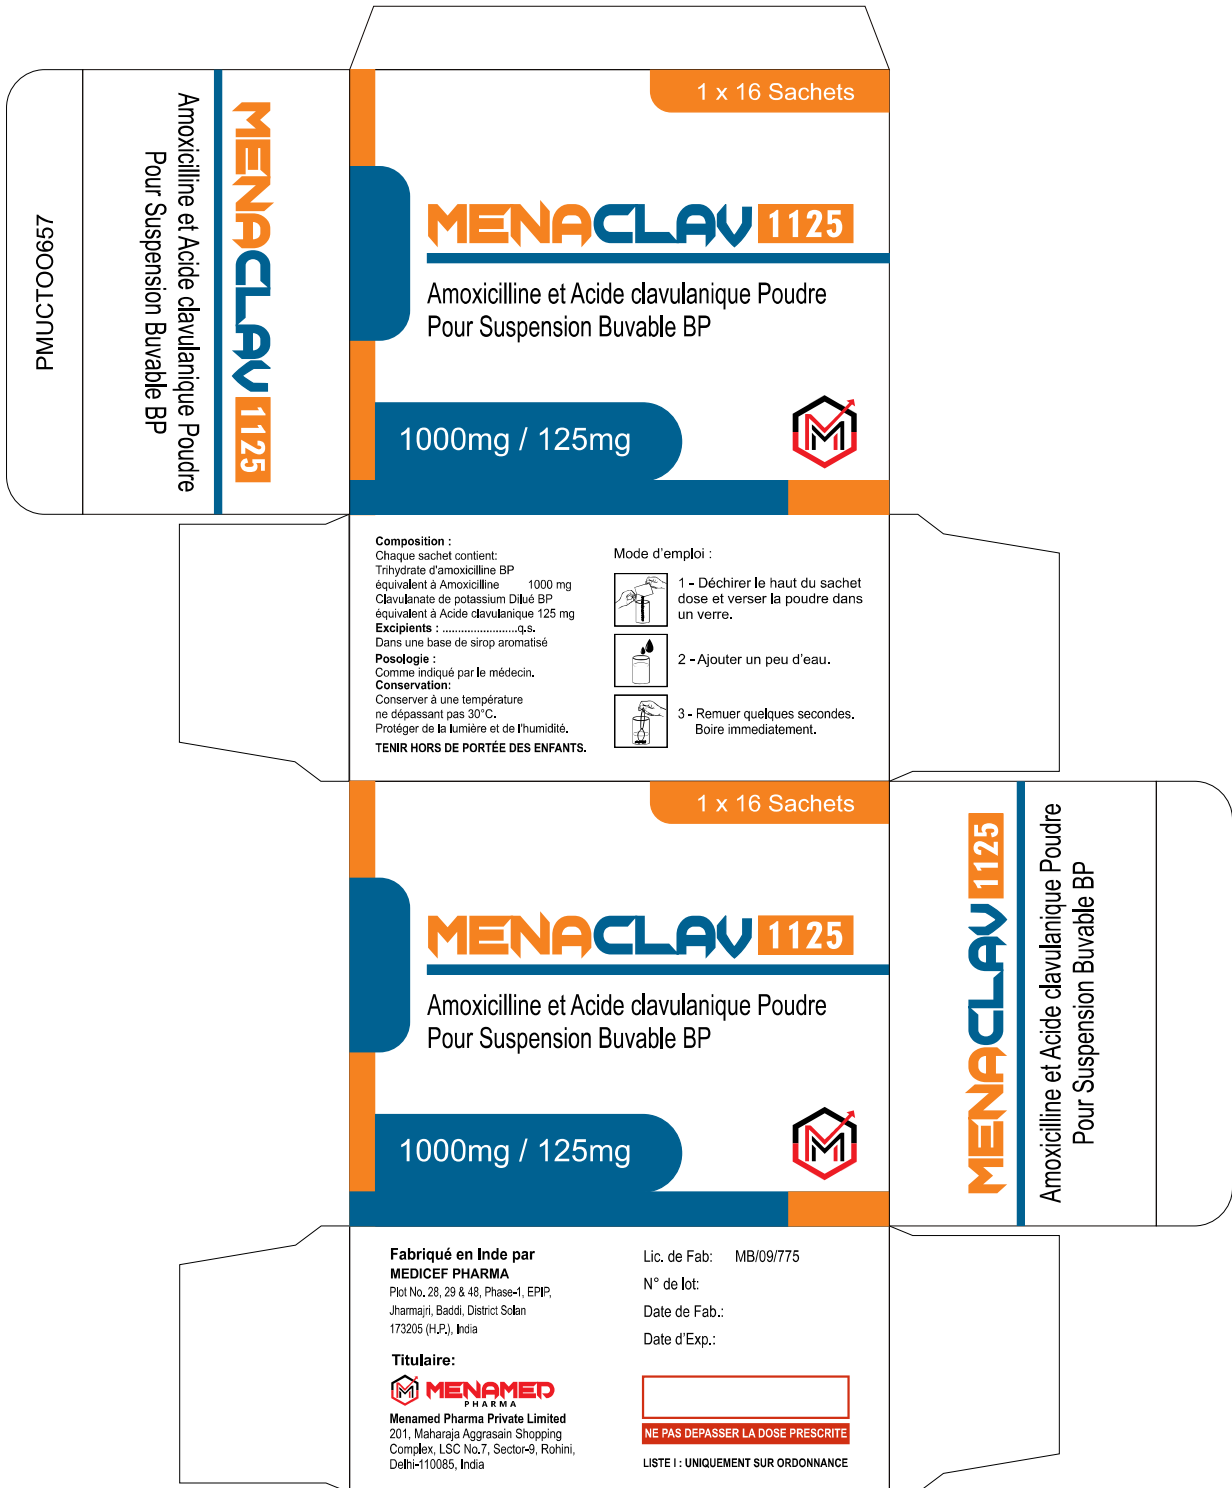 1 x 16 Sachets
MENACLAV 1125
Amoxicilline et Acide clavulanique Poudre
Pour Suspension Buvable BP
1000mg / 125mg
PMUCTOO0657
MENACLAV 1125
Amoxicilline et Acide clavulanique Poudre
Pour Suspension Buvable BP
Composition :
Chaque sachet contient:
Trihydrate d'amoxicilline BP
équivalent à Amoxicilline 1000 mg
Clavulanate de potassium Dilué BP
équivalent à Acide clavulanique 125 mg
Excipients : ........................q.s.
Dans une base de sirop aromatisé
Posologie :
Comme indiqué par le médecin.
Conservation:
Conserver à une température
ne dépassant pas 30°C.
Protéger de la lumière et de l'humidité.
TENIR HORS DE PORTÉE DES ENFANTS.
Mode d'emploi :
1 - Déchirer le haut du sachet
dose et verser la poudre dans
un verre.
2 - Ajouter un peu d'eau.
3 - Remuer quelques secondes.
Boire immediatement.
1 x 16 Sachets
MENACLAV 1125
Amoxicilline et Acide clavulanique Poudre
Pour Suspension Buvable BP
1000mg / 125mg
MENACLAV 1125
Amoxicilline et Acide clavulanique Poudre
Pour Suspension Buvable BP
Fabriqué en Inde par
MEDICEF PHARMA
Plot No. 28, 29 & 48, Phase-1, EPIP,
Jharmajri, Baddi, District Solan
173205 (H.P.), India
Titulaire:
MENAMED
PHARMA
Menamed Pharma Private Limited
201, Maharaja Aggrasain Shopping
Complex, LSC No.7, Sector-9, Rohini,
Delhi-110085, India
Lic. de Fab: MB/09/775
N° de lot:
Date de Fab.:
Date d'Exp.:
NE PAS DEPASSER LA DOSE PRESCRITE
LISTE I : UNIQUEMENT SUR ORDONNANCE